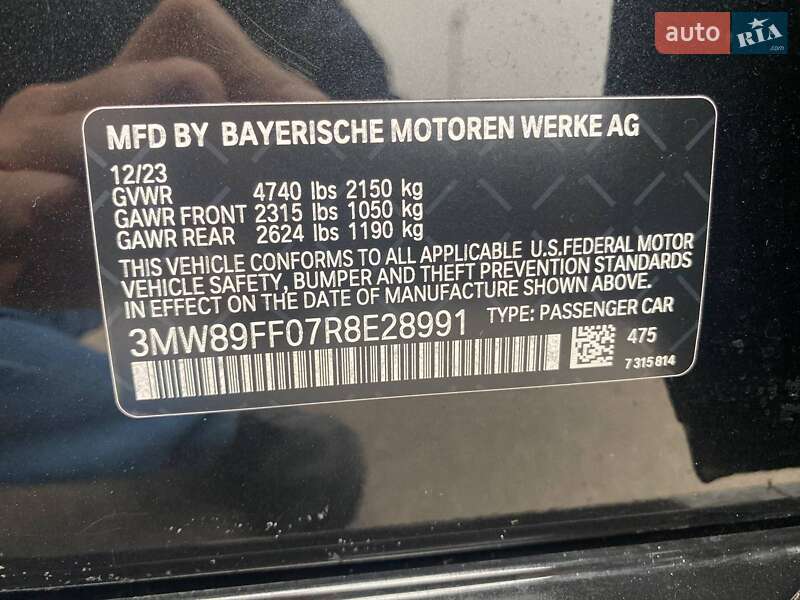 auto RIA.com
MFD BY BAYERISCHE MOTOREN WERKE AG
12/23
GVWR 4740 lbs 2150 kg
GAWR FRONT 2315 lbs 1050 kg
GAWR REAR 2624 lbs 1190 kg
THIS VEHICLE CONFORMS TO ALL APPLICABLE U.S.FEDERAL MOTOR
VEHICLE SAFETY, BUMPER AND THEFT PREVENTION STANDARDS
IN EFFECT ON THE DATE OF MANUFACTURE SHOWN ABOVE.
3MW89FF07R8E28991 TYPE: PASSENGER CAR
475
7 315 814